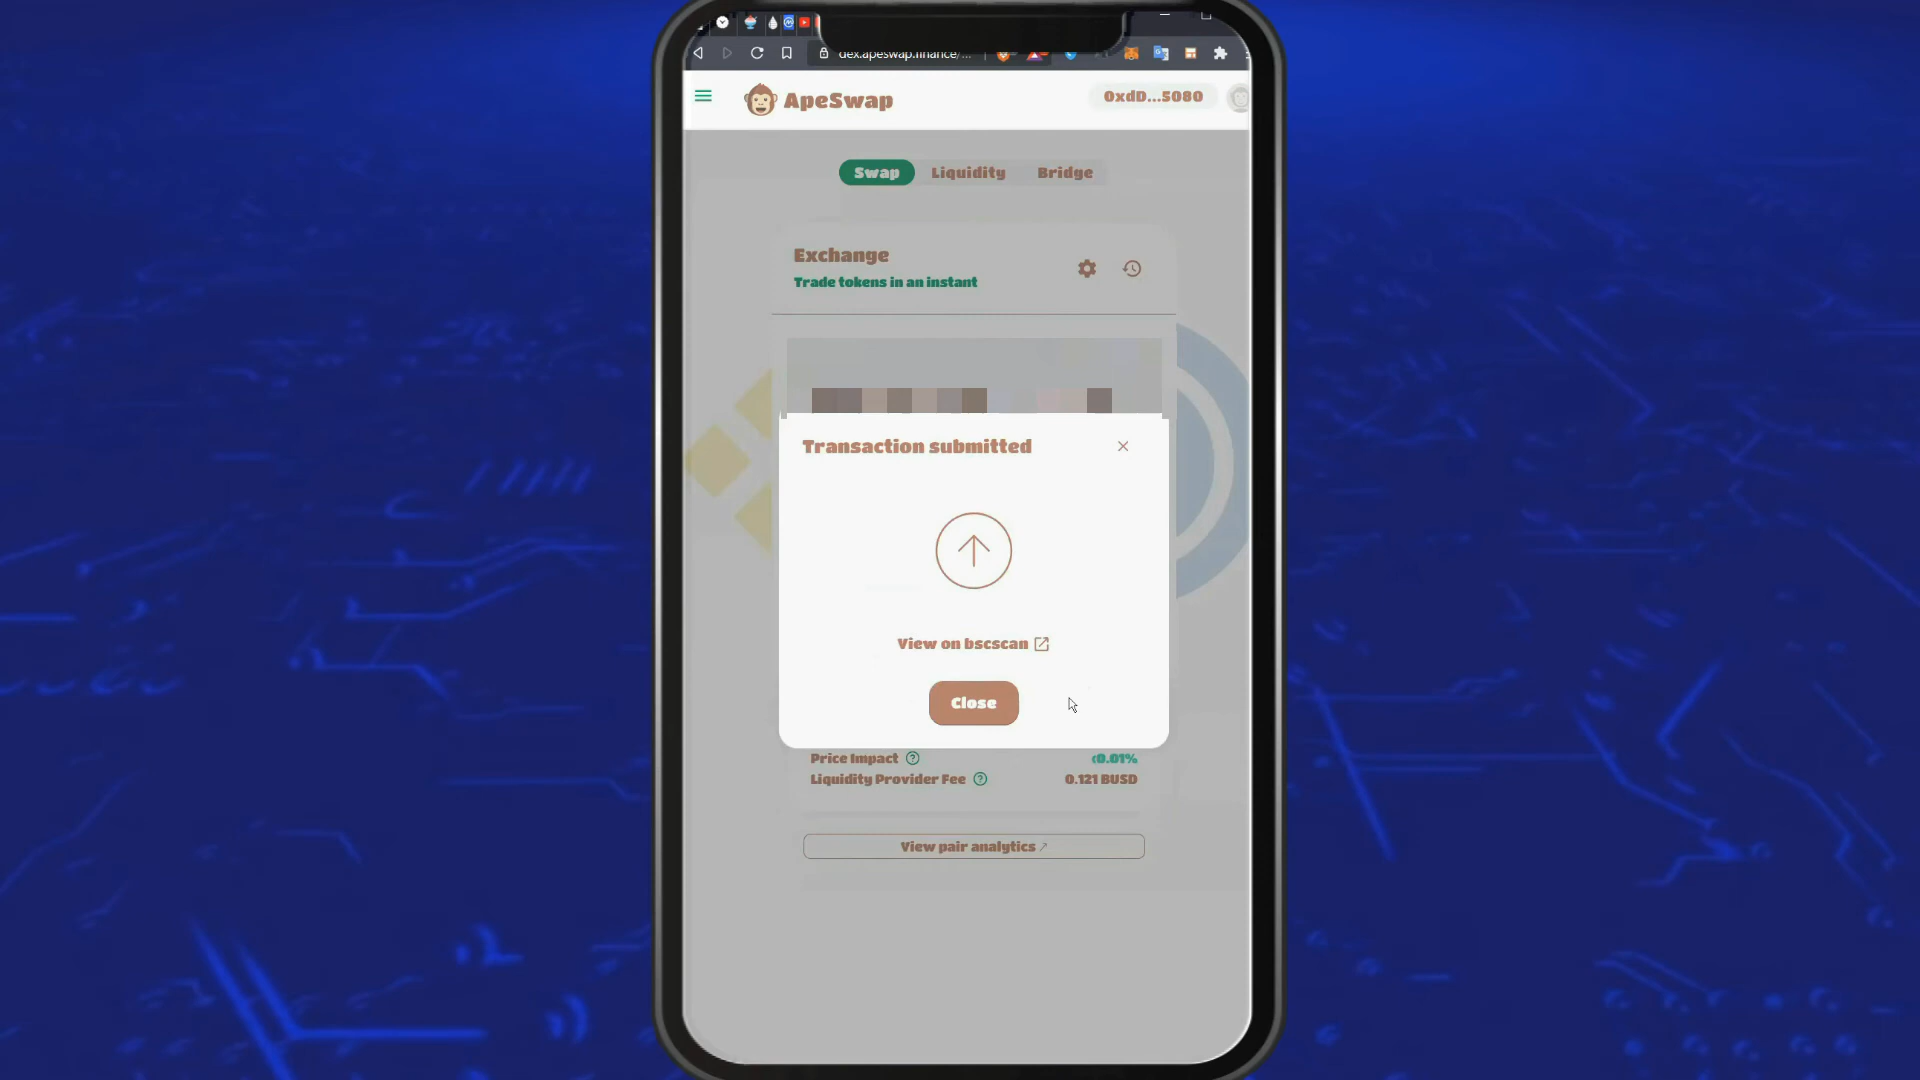 dex.apeswap.finance/...
ApeSwap
0xdD...5080
Swap Liquidity Bridge
Exchange
Trade tokens in an instant
Transaction submitted
View on bscscan
Close
Price Impact <0.01%
Liquidity Provider Fee 0.121 BUSD
View pair analytics